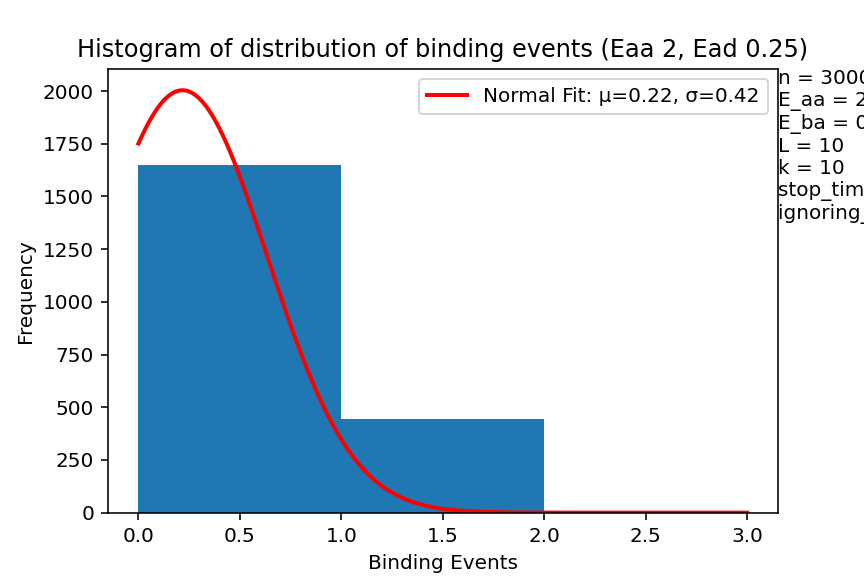 Histogram of distribution of binding events (Eaa 2, Ead 0.25)
Normal Fit: μ=0.22, σ=0.42
n = 3000
E_aa = 2
E_ba = 0
L = 10
k = 10
stop_tim
ignoring_
Frequency
2000
1750
1500
1250
1000
750
500
250
0
0.0 0.5 1.0 1.5 2.0 2.5 3.0
Binding Events